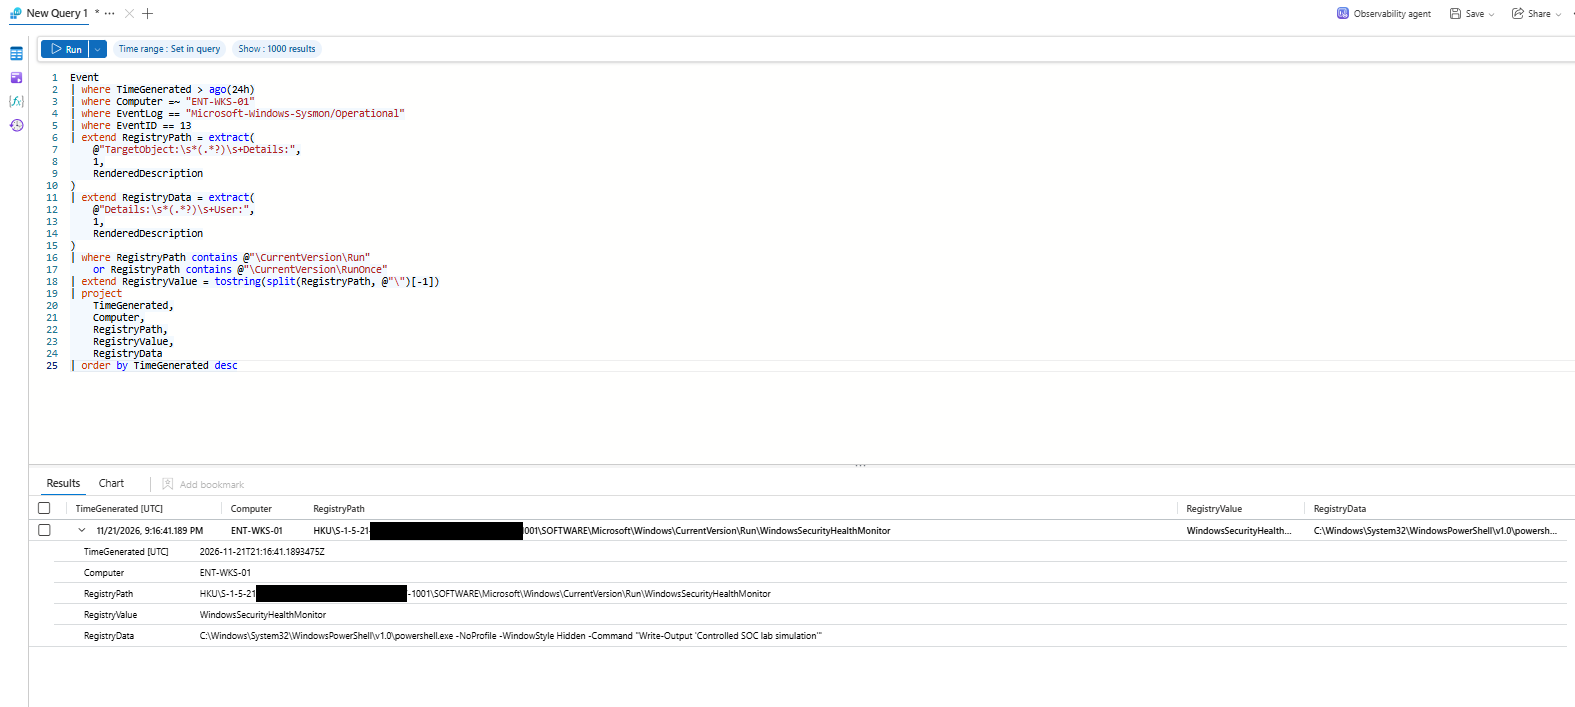 New Query 1 * ...
Observability agent Save Share
Run Time range : Set in query Show : 1000 results
1 Event
2 | where TimeGenerated > ago(24h)
3 | where Computer =~ "ENT-WKS-01"
4 | where EventLog == "Microsoft-Windows-Sysmon/Operational"
5 | where EventID == 13
6 | extend RegistryPath = extract(
7 @"TargetObject:\s*(.*?)\s+Details:",
8 1,
9 RenderedDescription
10 )
11 | extend RegistryData = extract(
12 @"Details:\s*(.*?)\s+User:",
13 1,
14 RenderedDescription
15 )
16 | where RegistryPath contains @"\CurrentVersion\Run"
17 or RegistryPath contains @"\CurrentVersion\RunOnce"
18 | extend RegistryValue = tostring(split(RegistryPath, @"\")[-1])
19 | project
20 TimeGenerated,
21 Computer,
22 RegistryPath,
23 RegistryValue,
24 RegistryData
25 | order by TimeGenerated desc
Results Chart Add bookmark
TimeGenerated [UTC] Computer RegistryPath RegistryValue RegistryData
11/21/2026, 9:16:41.189 PM ENT-WKS-01 HKU\S-1-5-21 001\SOFTWARE\Microsoft\Windows\CurrentVersion\Run\WindowsSecurityHealthMonitor WindowsSecurityHealth... C:\Windows\System32\WindowsPowerShell\v1.0\powersh...
TimeGenerated [UTC] 2026-11-21T21:16:41.1893475Z
Computer ENT-WKS-01
RegistryPath HKU\S-1-5-21 -1001\SOFTWARE\Microsoft\Windows\CurrentVersion\Run\WindowsSecurityHealthMonitor
RegistryValue WindowsSecurityHealthMonitor
RegistryData C:\Windows\System32\WindowsPowerShell\v1.0\powershell.exe -NoProfile -WindowStyle Hidden -Command "Write-Output 'Controlled SOC lab simulation'"